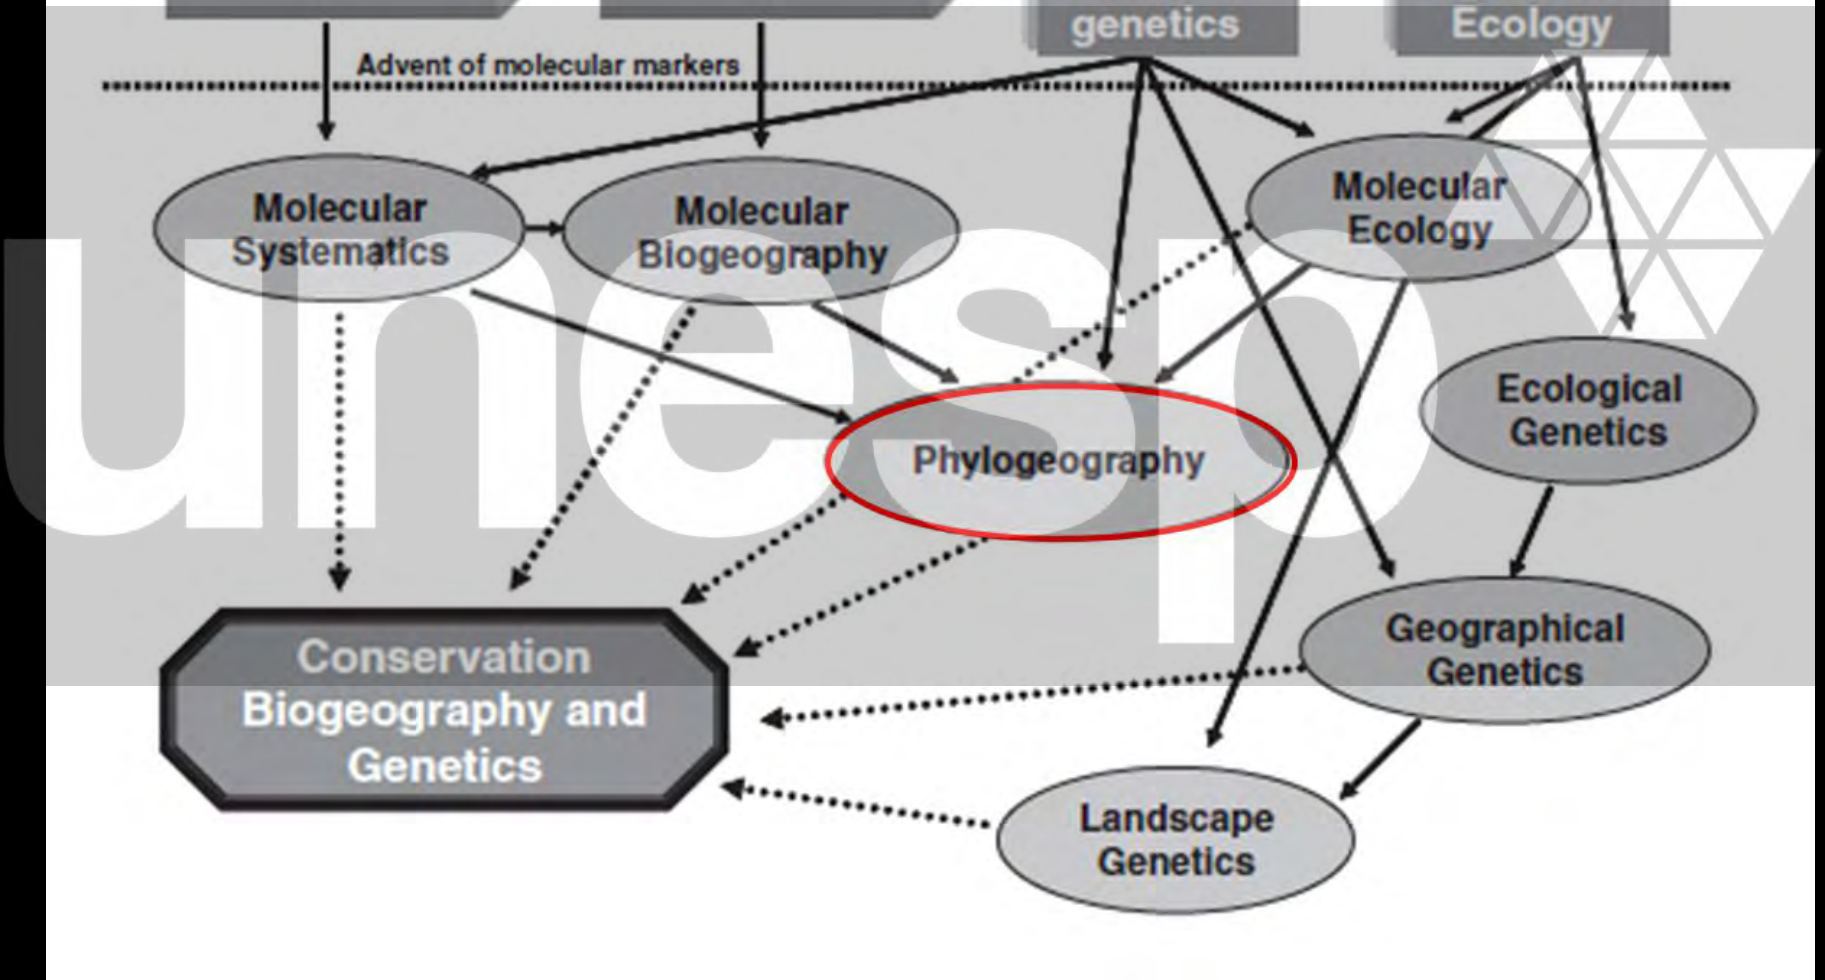 genetics
Ecology
Advent of molecular markers
Molecular
Systematics
Molecular
Biogeography
Molecular
Ecology
Ecological
Genetics
Phylogeography
Geographical
Genetics
Conservation
Biogeography and
Genetics
Landscape
Genetics
unesp